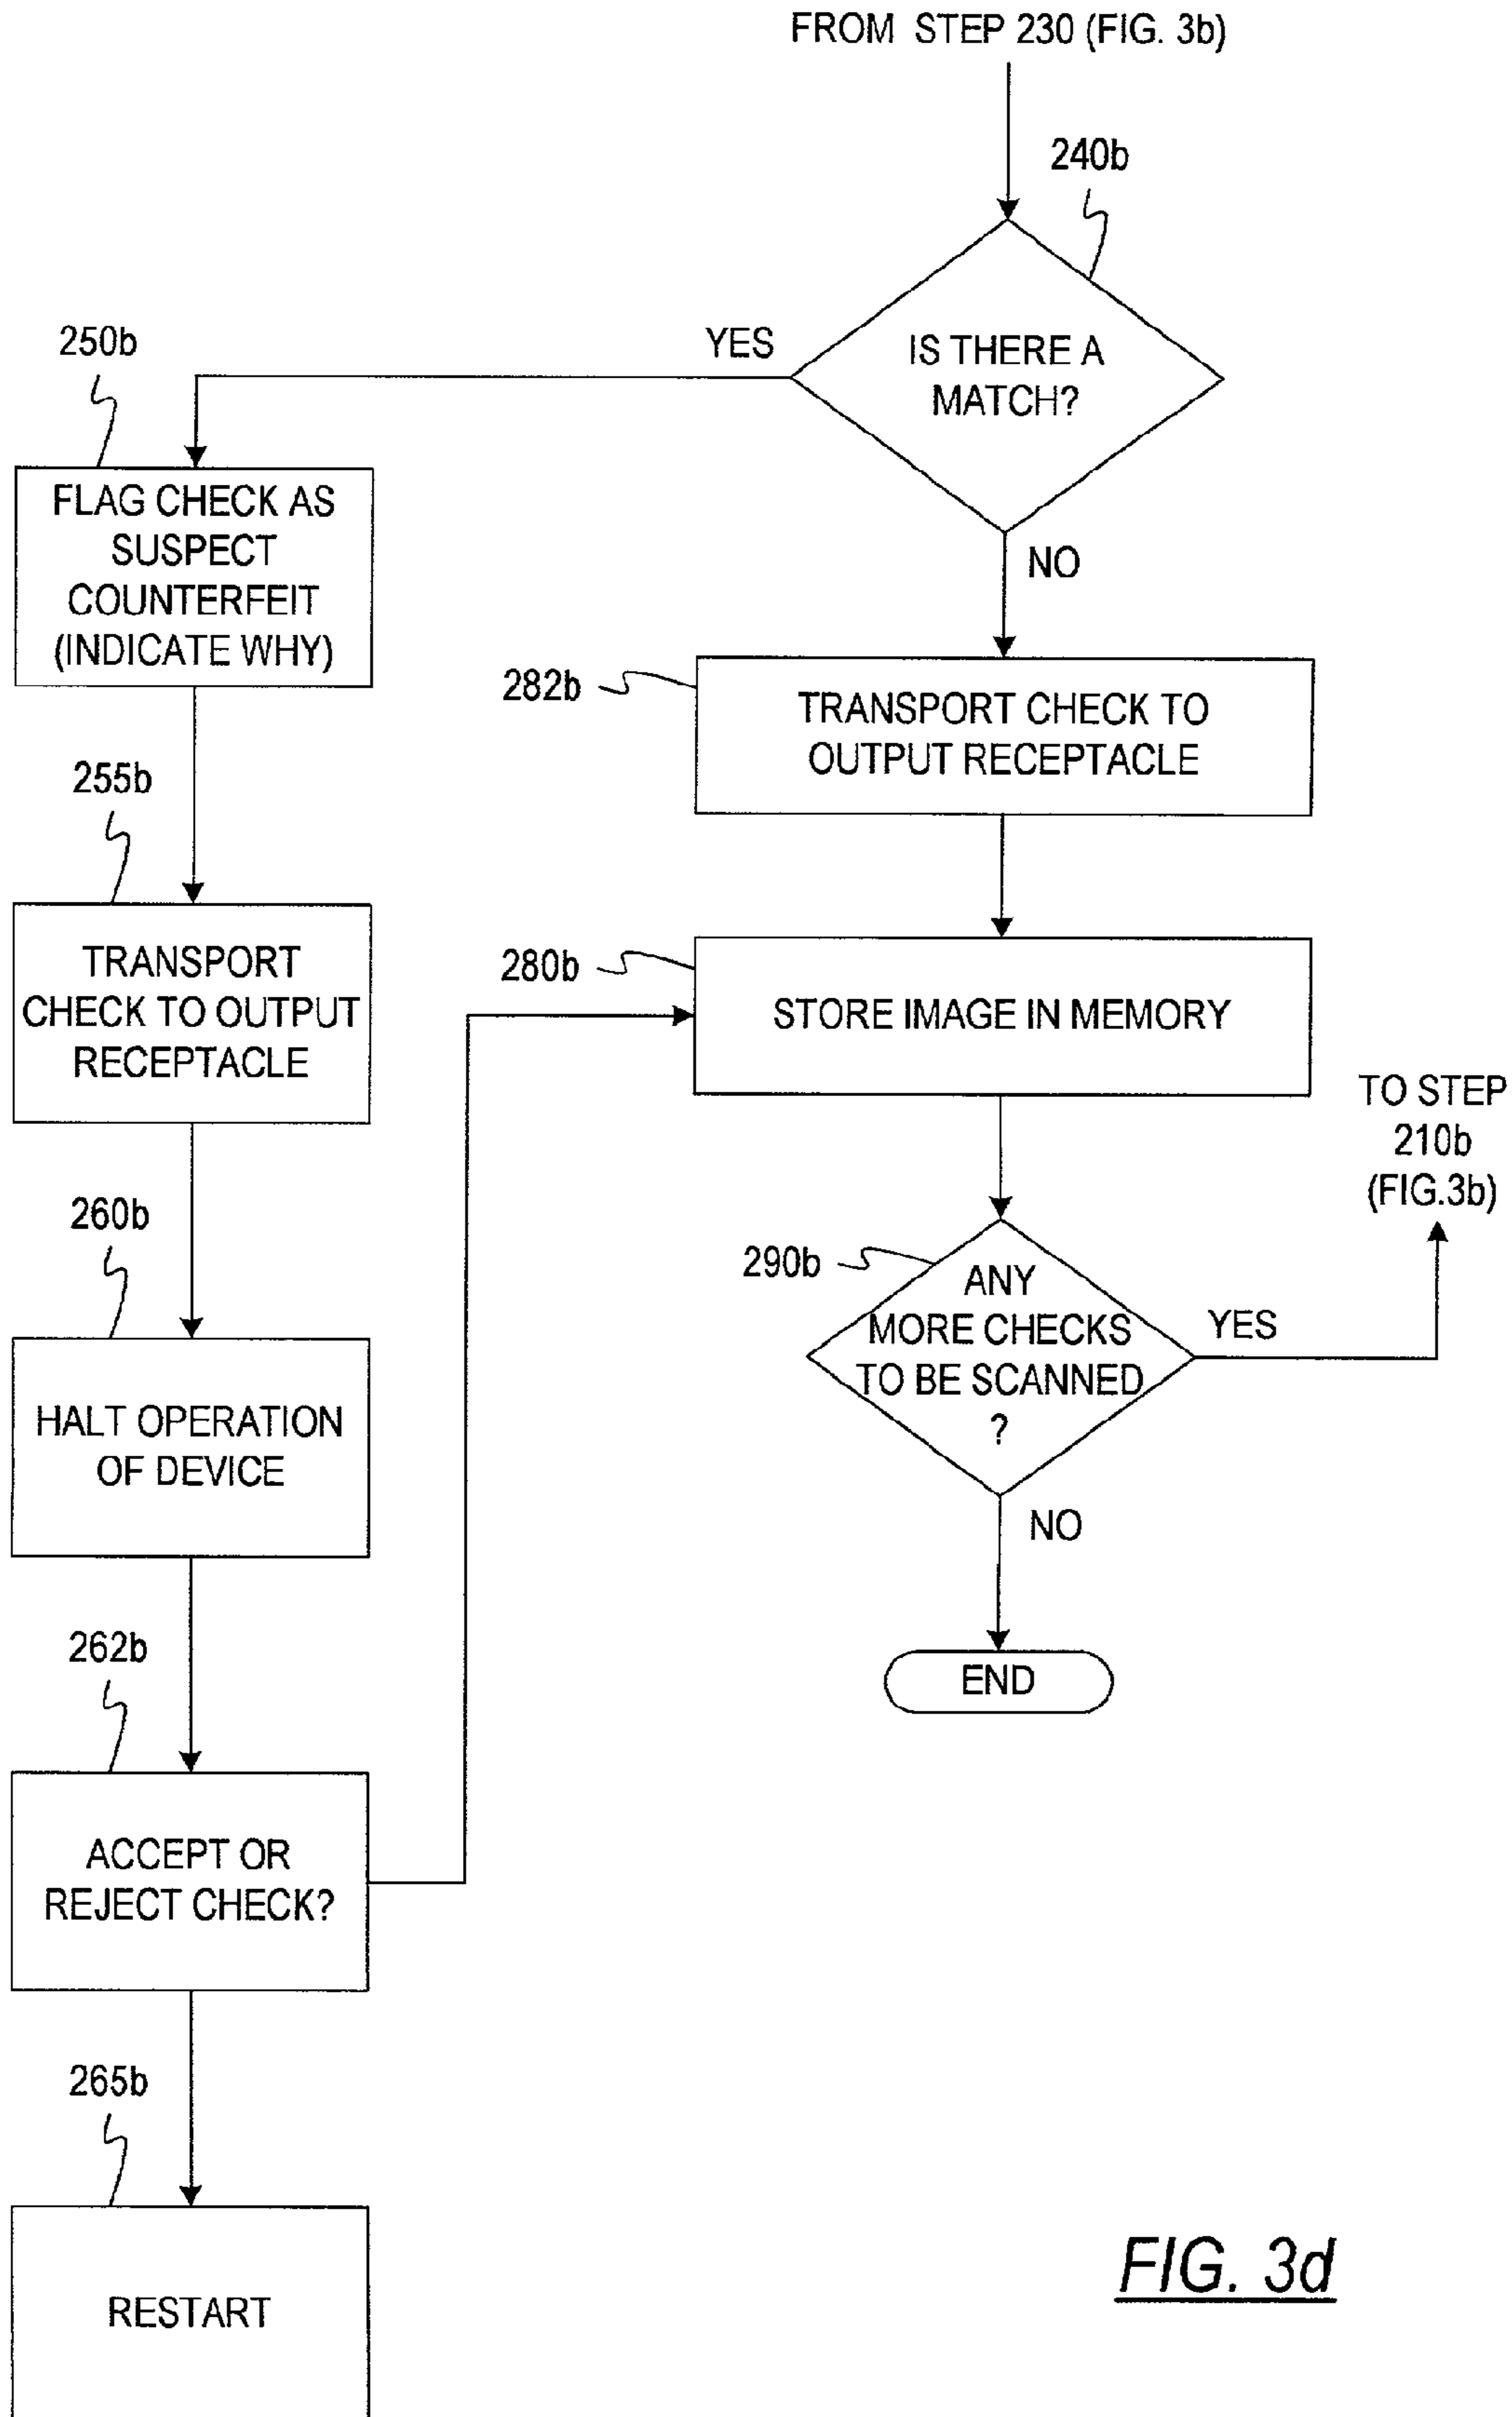 FROM STEP 230 (FIG. 3b)
240b
IS THERE A
MATCH?
YES
NO
250b
FLAG CHECK AS
SUSPECT
COUNTERFEIT
(INDICATE WHY)
282b
TRANSPORT CHECK TO
OUTPUT RECEPTACLE
255b
TRANSPORT
CHECK TO OUTPUT
RECEPTACLE
280b
STORE IMAGE IN MEMORY
TO STEP
210b
(FIG.3b)
260b
HALT OPERATION
OF DEVICE
290b
ANY
MORE CHECKS
TO BE SCANNED
?
YES
NO
END
262b
ACCEPT OR
REJECT CHECK?
265b
RESTART
FIG. 3d